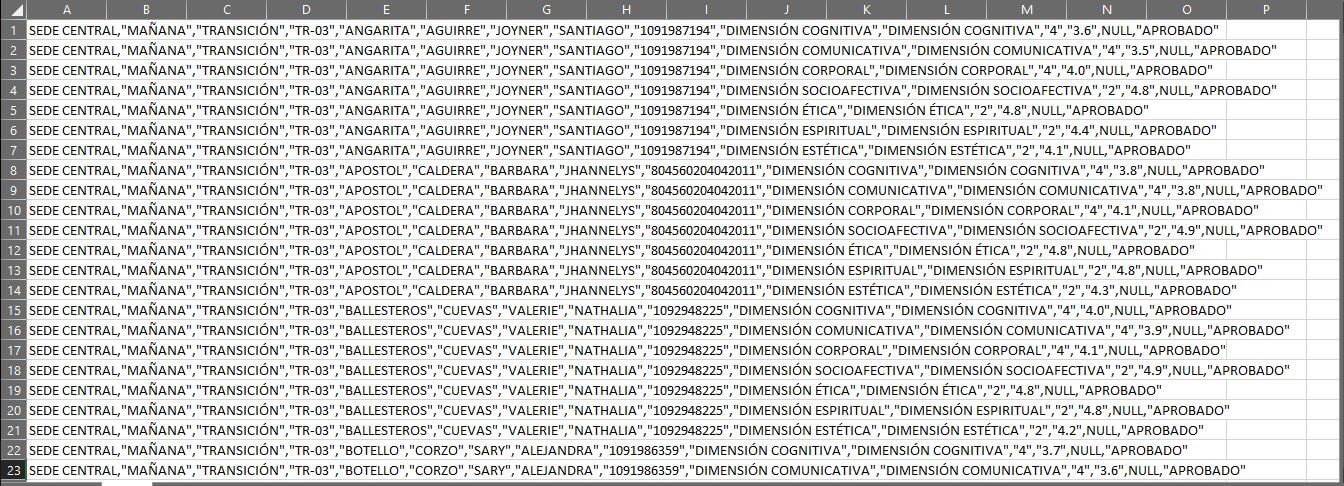 A B C D E F G H I J K L M N O P
1 SEDE CENTRAL,"MAÑANA","TRANSICIÓN","TR-03","ANGARITA","AGUIRRE","JOYNER","SANTIAGO","1091987194","DIMENSIÓN COGNITIVA","DIMENSIÓN COGNITIVA","4","3.6",NULL,"APROBADO"
2 SEDE CENTRAL,"MAÑANA","TRANSICIÓN","TR-03","ANGARITA","AGUIRRE","JOYNER","SANTIAGO","1091987194","DIMENSIÓN COMUNICATIVA","DIMENSIÓN COMUNICATIVA","4","3.5",NULL,"APROBADO"
3 SEDE CENTRAL,"MAÑANA","TRANSICIÓN","TR-03","ANGARITA","AGUIRRE","JOYNER","SANTIAGO","1091987194","DIMENSIÓN CORPORAL","DIMENSIÓN CORPORAL","4","4.0",NULL,"APROBADO"
4 SEDE CENTRAL,"MAÑANA","TRANSICIÓN","TR-03","ANGARITA","AGUIRRE","JOYNER","SANTIAGO","1091987194","DIMENSIÓN SOCIOAFECTIVA","DIMENSIÓN SOCIOAFECTIVA","2","4.8",NULL,"APROBADO"
5 SEDE CENTRAL,"MAÑANA","TRANSICIÓN","TR-03","ANGARITA","AGUIRRE","JOYNER","SANTIAGO","1091987194","DIMENSIÓN ÉTICA","DIMENSIÓN ÉTICA","2","4.8",NULL,"APROBADO"
6 SEDE CENTRAL,"MAÑANA","TRANSICIÓN","TR-03","ANGARITA","AGUIRRE","JOYNER","SANTIAGO","1091987194","DIMENSIÓN ESPIRITUAL","DIMENSIÓN ESPIRITUAL","2","4.4",NULL,"APROBADO"
7 SEDE CENTRAL,"MAÑANA","TRANSICIÓN","TR-03","ANGARITA","AGUIRRE","JOYNER","SANTIAGO","1091987194","DIMENSIÓN ESTÉTICA","DIMENSIÓN ESTÉTICA","2","4.1",NULL,"APROBADO"
8 SEDE CENTRAL,"MAÑANA","TRANSICIÓN","TR-03","APOSTOL","CALDERA","BARBARA","JHANNELYS","804560204042011","DIMENSIÓN COGNITIVA","DIMENSIÓN COGNITIVA","4","3.8",NULL,"APROBADO"
9 SEDE CENTRAL,"MAÑANA","TRANSICIÓN","TR-03","APOSTOL","CALDERA","BARBARA","JHANNELYS","804560204042011","DIMENSIÓN COMUNICATIVA","DIMENSIÓN COMUNICATIVA","4","3.8",NULL,"APROBADO"
10 SEDE CENTRAL,"MAÑANA","TRANSICIÓN","TR-03","APOSTOL","CALDERA","BARBARA","JHANNELYS","804560204042011","DIMENSIÓN CORPORAL","DIMENSIÓN CORPORAL","4","4.1",NULL,"APROBADO"
11 SEDE CENTRAL,"MAÑANA","TRANSICIÓN","TR-03","APOSTOL","CALDERA","BARBARA","JHANNELYS","804560204042011","DIMENSIÓN SOCIOAFECTIVA","DIMENSIÓN SOCIOAFECTIVA","2","4.9",NULL,"APROBADO"
12 SEDE CENTRAL,"MAÑANA","TRANSICIÓN","TR-03","APOSTOL","CALDERA","BARBARA","JHANNELYS","804560204042011","DIMENSIÓN ÉTICA","DIMENSIÓN ÉTICA","2","4.8",NULL,"APROBADO"
13 SEDE CENTRAL,"MAÑANA","TRANSICIÓN","TR-03","APOSTOL","CALDERA","BARBARA","JHANNELYS","804560204042011","DIMENSIÓN ESPIRITUAL","DIMENSIÓN ESPIRITUAL","2","4.8",NULL,"APROBADO"
14 SEDE CENTRAL,"MAÑANA","TRANSICIÓN","TR-03","APOSTOL","CALDERA","BARBARA","JHANNELYS","804560204042011","DIMENSIÓN ESTÉTICA","DIMENSIÓN ESTÉTICA","2","4.3",NULL,"APROBADO"
15 SEDE CENTRAL,"MAÑANA","TRANSICIÓN","TR-03","BALLESTEROS","CUEVAS","VALERIE","NATHALIA","1092948225","DIMENSIÓN COGNITIVA","DIMENSIÓN COGNITIVA","4","4.0",NULL,"APROBADO"
16 SEDE CENTRAL,"MAÑANA","TRANSICIÓN","TR-03","BALLESTEROS","CUEVAS","VALERIE","NATHALIA","1092948225","DIMENSIÓN COMUNICATIVA","DIMENSIÓN COMUNICATIVA","4","3.9",NULL,"APROBADO"
17 SEDE CENTRAL,"MAÑANA","TRANSICIÓN","TR-03","BALLESTEROS","CUEVAS","VALERIE","NATHALIA","1092948225","DIMENSIÓN CORPORAL","DIMENSIÓN CORPORAL","4","4.1",NULL,"APROBADO"
18 SEDE CENTRAL,"MAÑANA","TRANSICIÓN","TR-03","BALLESTEROS","CUEVAS","VALERIE","NATHALIA","1092948225","DIMENSIÓN SOCIOAFECTIVA","DIMENSIÓN SOCIOAFECTIVA","2","4.9",NULL,"APROBADO"
19 SEDE CENTRAL,"MAÑANA","TRANSICIÓN","TR-03","BALLESTEROS","CUEVAS","VALERIE","NATHALIA","1092948225","DIMENSIÓN ÉTICA","DIMENSIÓN ÉTICA","2","4.8",NULL,"APROBADO"
20 SEDE CENTRAL,"MAÑANA","TRANSICIÓN","TR-03","BALLESTEROS","CUEVAS","VALERIE","NATHALIA","1092948225","DIMENSIÓN ESPIRITUAL","DIMENSIÓN ESPIRITUAL","2","4.8",NULL,"APROBADO"
21 SEDE CENTRAL,"MAÑANA","TRANSICIÓN","TR-03","BALLESTEROS","CUEVAS","VALERIE","NATHALIA","1092948225","DIMENSIÓN ESTÉTICA","DIMENSIÓN ESTÉTICA","2","4.2",NULL,"APROBADO"
22 SEDE CENTRAL,"MAÑANA","TRANSICIÓN","TR-03","BOTELLO","CORZO","SARY","ALEJANDRA","1091986359","DIMENSIÓN COGNITIVA","DIMENSIÓN COGNITIVA","4","3.7",NULL,"APROBADO"
23 SEDE CENTRAL,"MAÑANA","TRANSICIÓN","TR-03","BOTELLO","CORZO","SARY","ALEJANDRA","1091986359","DIMENSIÓN COMUNICATIVA","DIMENSIÓN COMUNICATIVA","4","3.6",NULL,"APROBADO"